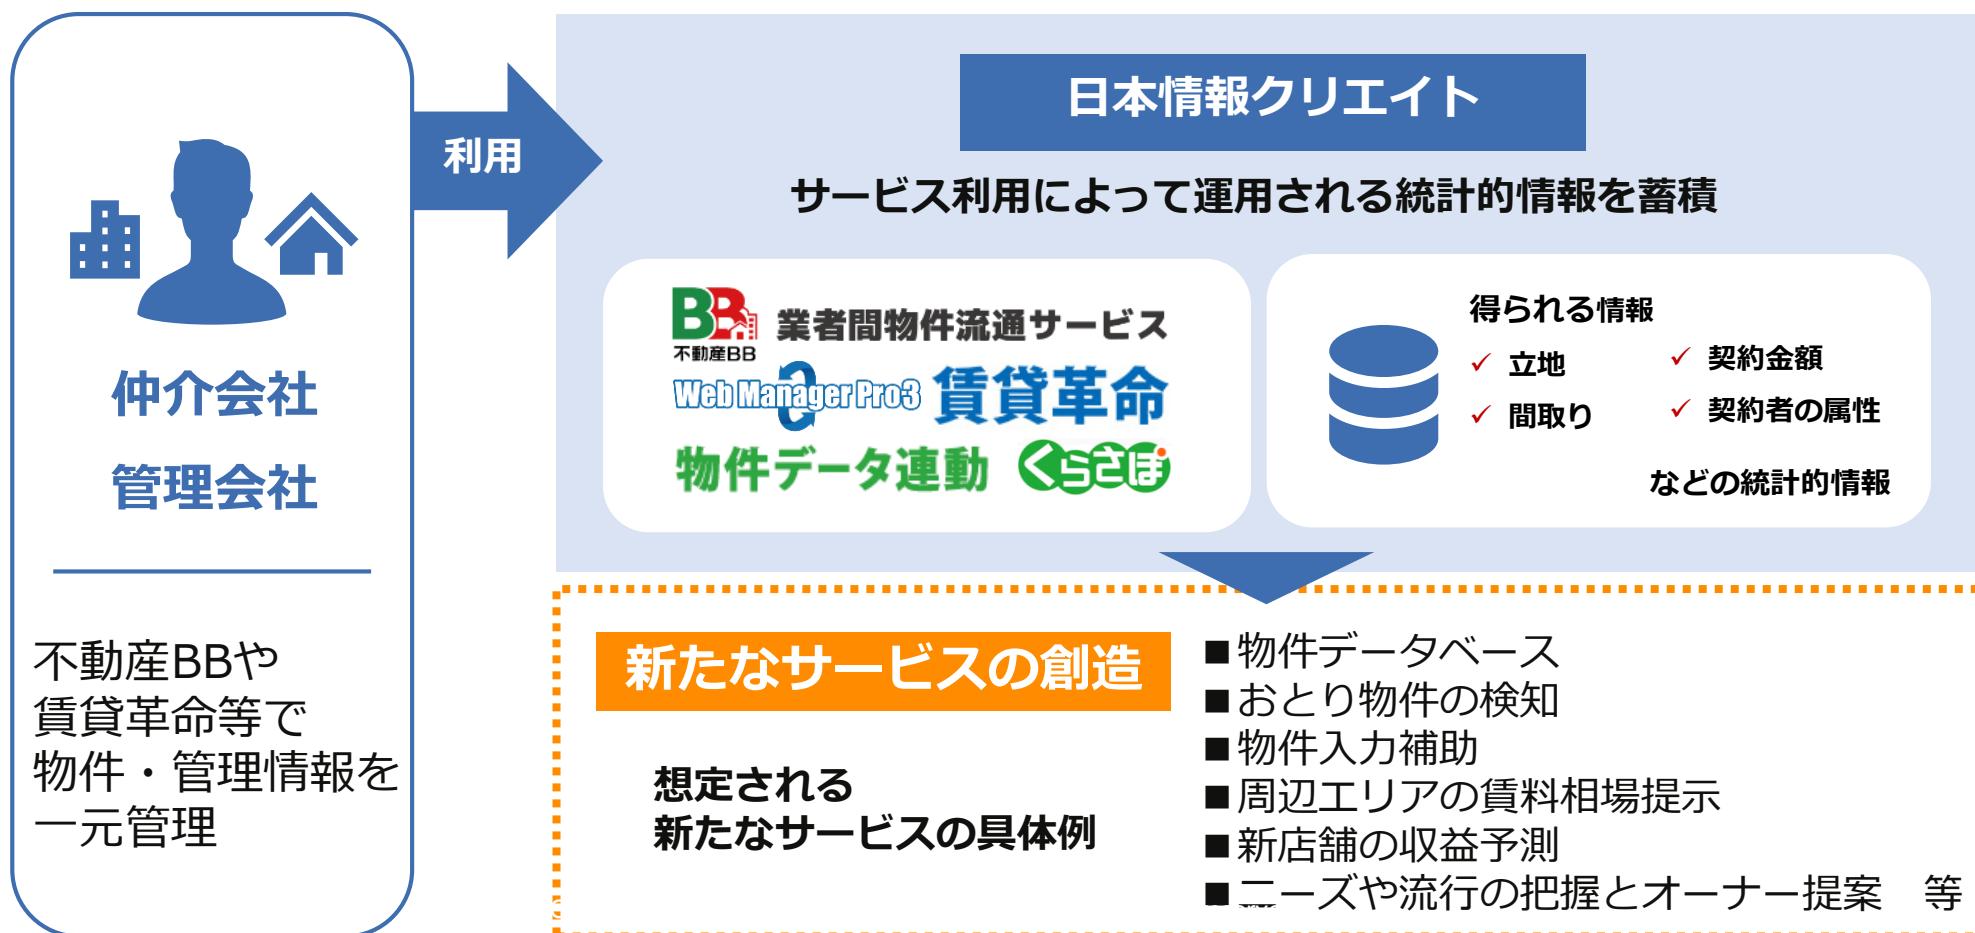 仲介会社
管理会社
不動産BBや
賃貸革命等で
物件・管理情報を
一元管理
利用
日本情報クリエイト
サービス利用によって運用される統計的情報を蓄積
BB
不動産BB
業者間物件流通サービス
Web Manager Pro3 賃貸革命
物件データ連動 くらさぽ
得られる情報
✓ 立地
✓ 契約金額
✓ 間取り
✓ 契約者の属性
などの統計的情報
新たなサービスの創造
想定される
新たなサービスの具体例
■物件データベース
■おとり物件の検知
■物件入力補助
■周辺エリアの賃料相場提示
■新店舗の収益予測
■ニーズや流行の把握とオーナー提案　等